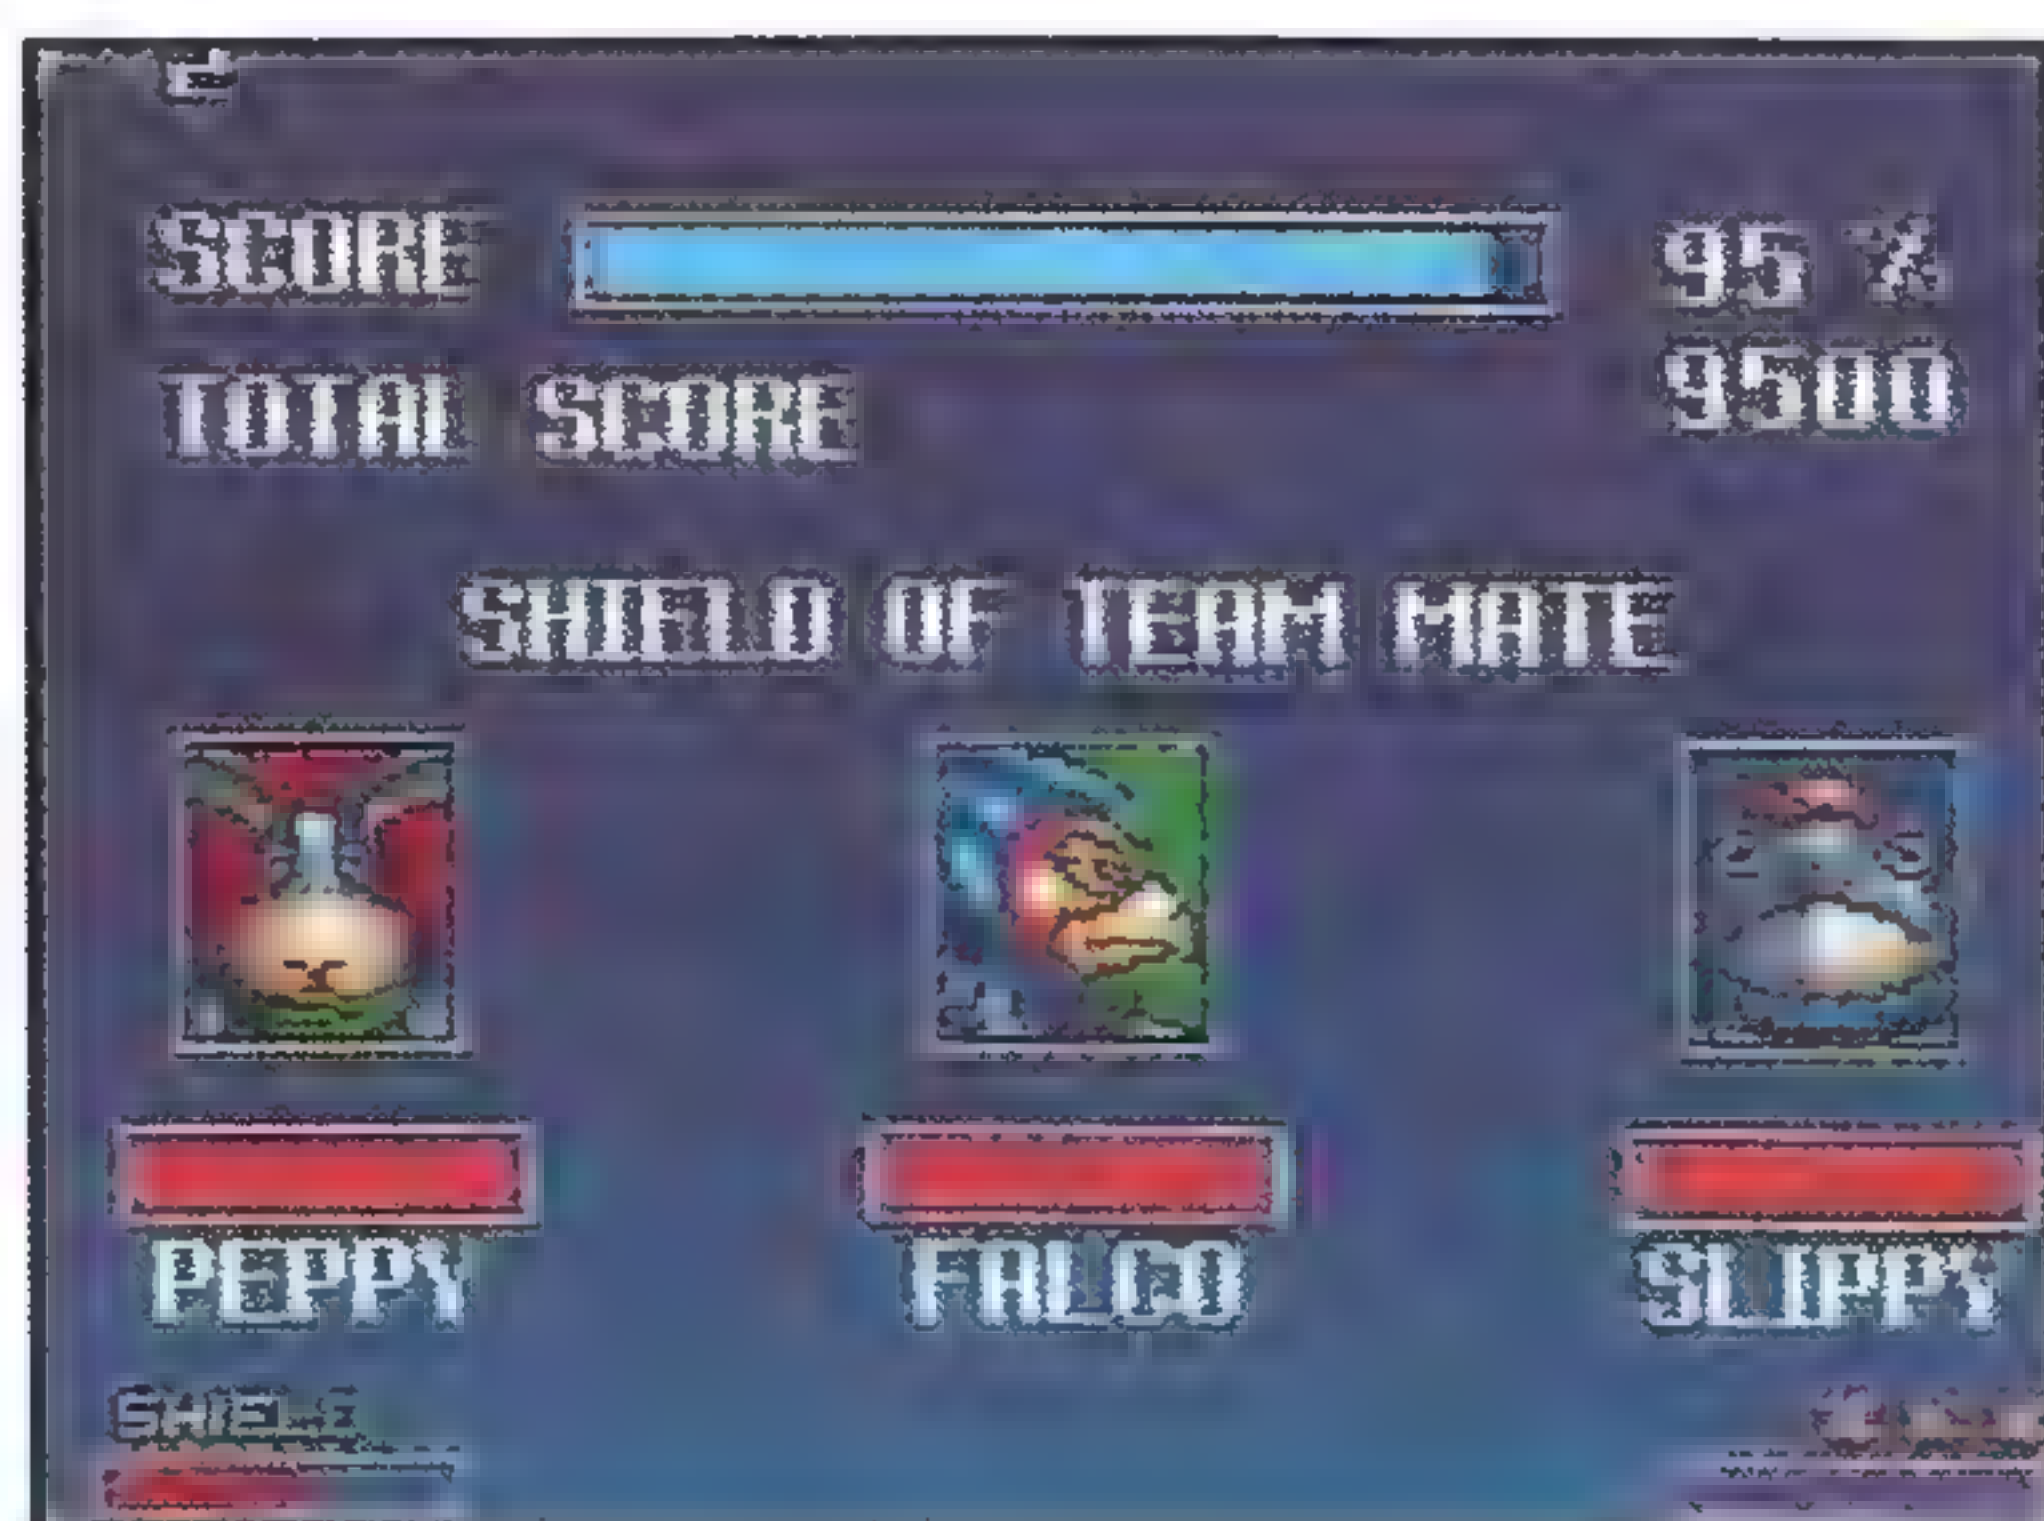 SCORE 95 %
TOTAL SCORE 9500
SHIELD OF TEAM MATE
PEPPY FALCO SLIPPY
SHIELD